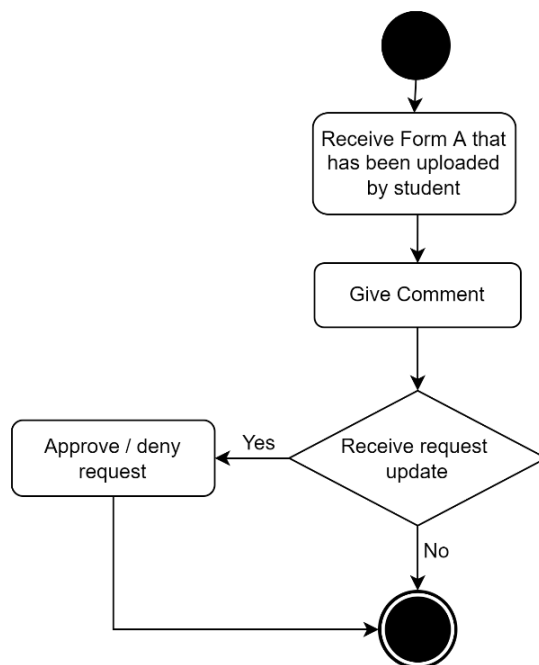 Receive Form A that
has been uploaded
by student
Give Comment
Receive request
update
Yes
Approve / deny
request
No